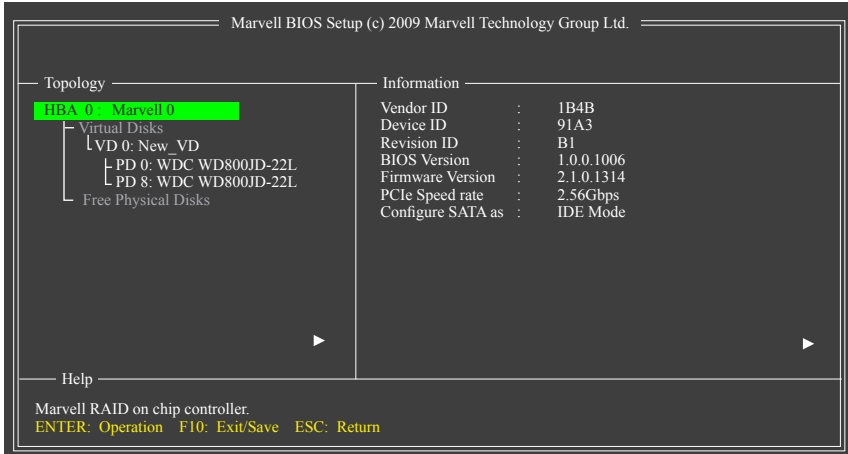 Marvell BIOS Setup (c) 2009 Marvell Technology Group Ltd.
Topology
HBA 0 : Marvell 0
Virtual Disks
VD 0: New_VD
PD 0: WDC WD800JD-22L
PD 8: WDC WD800JD-22L
Free Physical Disks
Information
Vendor ID : 1B4B
Device ID : 91A3
Revision ID : B1
BIOS Version : 1.0.0.1006
Firmware Version : 2.1.0.1314
PCIe Speed rate : 2.56Gbps
Configure SATA as : IDE Mode
Help
Marvell RAID on chip controller.
ENTER: Operation F10: Exit/Save ESC: Return